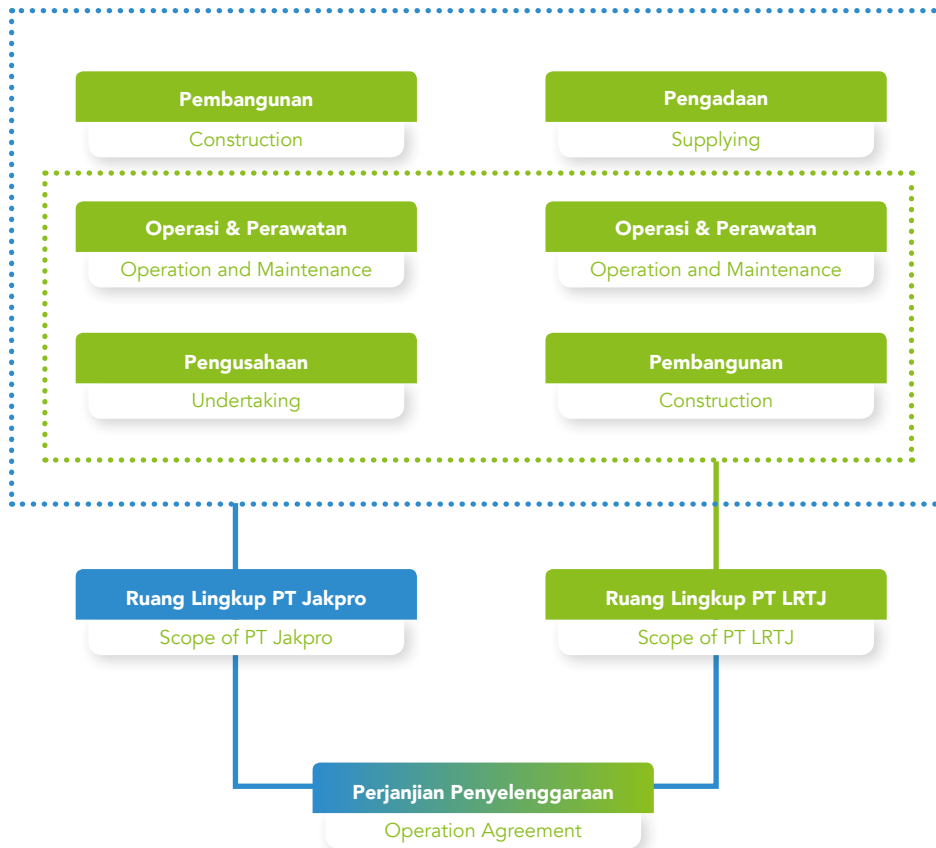 Pembangunan
Construction
Pengadaan
Supplying
Operasi & Perawatan
Operation and Maintenance
Operasi & Perawatan
Operation and Maintenance
Pengusahaan
Undertaking
Pembangunan
Construction
Ruang Lingkup PT Jakpro
Scope of PT Jakpro
Ruang Lingkup PT LRTJ
Scope of PT LRTJ
Perjanjian Penyelenggaraan
Operation Agreement